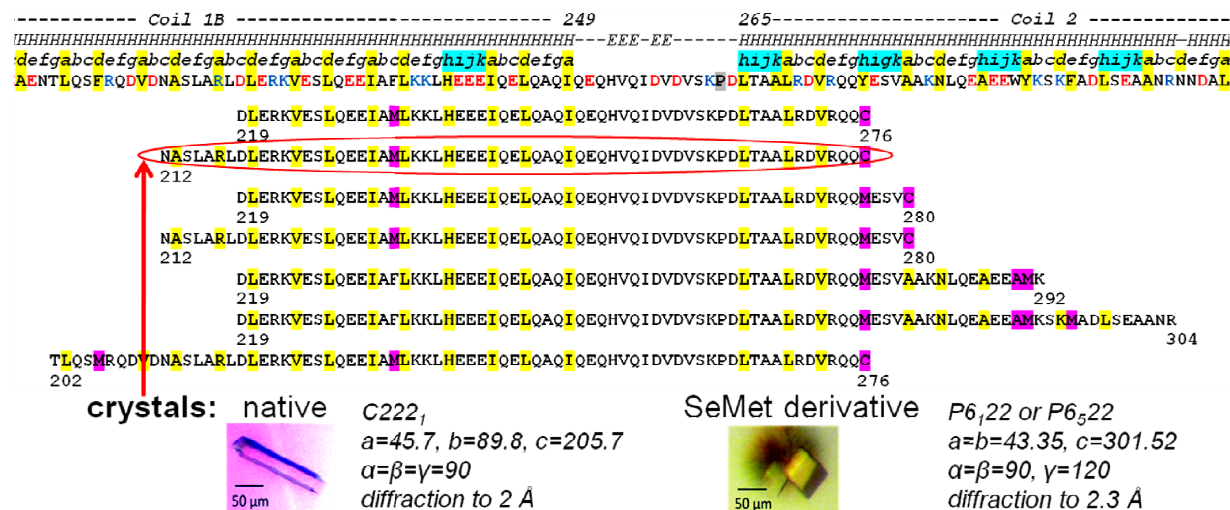 ---------- Coil 1B --------------------- 249 265-------------------- Coil 2 ------------
HHHHHHHHHHHHHHHHHHHHHHHHHHHHHHHHHHHHHHHHHHHHHHHHHHH--EEE-EE------HHHHHHHHHHHHHHHHHHHHHHHHHHHHHHHHHHHHHHH-HHHH
defgabcdefgabcdefgabcdefgabcdefgabcdefghijkabcdefga hijkabcdefghigkabcdefghijkabcdefghijkabcdefgab
AENTLQSFRQDVDNASLARLDLERKVESLQEEIAFLKKLHEEEIQELQAQIQEQHVQIDVDVSKPDLTAALRDVRQQYESVAAKNLQEAEEWYKSKFADLSEAANRNNDAL
DLERKVESLQEEIAMLKKLHEEEIQELQAQIQEQHVQIDVDVSKPDLTAALRDVRQQC
219 276
NASLARLDLERKVESLQEEIAMLKKLHEEEIQELQAQIQEQHVQIDVDVSKPDLTAALRDVRQQC
212
DLERKVESLQEEIAMLKKLHEEEIQELQAQIQEQHVQIDVDVSKPDLTAALRDVRQQMESVC
219 280
NASLARLDLERKVESLQEEIAMLKKLHEEEIQELQAQIQEQHVQIDVDVSKPDLTAALRDVRQQMESVC
212 280
DLERKVESLQEEIAFLKKLHEEEIQELQAQIQEQHVQIDVDVSKPDLTAALRDVRQQMESVAAKNLQEAEEAMK
219 292
DLERKVESLQEEIAFLKKLHEEEIQELQAQIQEQHVQIDVDVSKPDLTAALRDVRQQMESVAAKNLQEAEEAMKSKMADLSEAANR
219 304
TLQSMRQDVDNASLARLDLERKVESLQEEIAMLKKLHEEEIQELQAQIQEQHVQIDVDVSKPDLTAALRDVRQQC
202 276
crystals: native
C222₁
a=45.7, b=89.8, c=205.7
α=β=γ=90
diffraction to 2 Å
50 µm
SeMet derivative
P6₁22 or P6₅22
a=b=43.35, c=301.52
α=β=90, γ=120
diffraction to 2.3 Å
50 µm